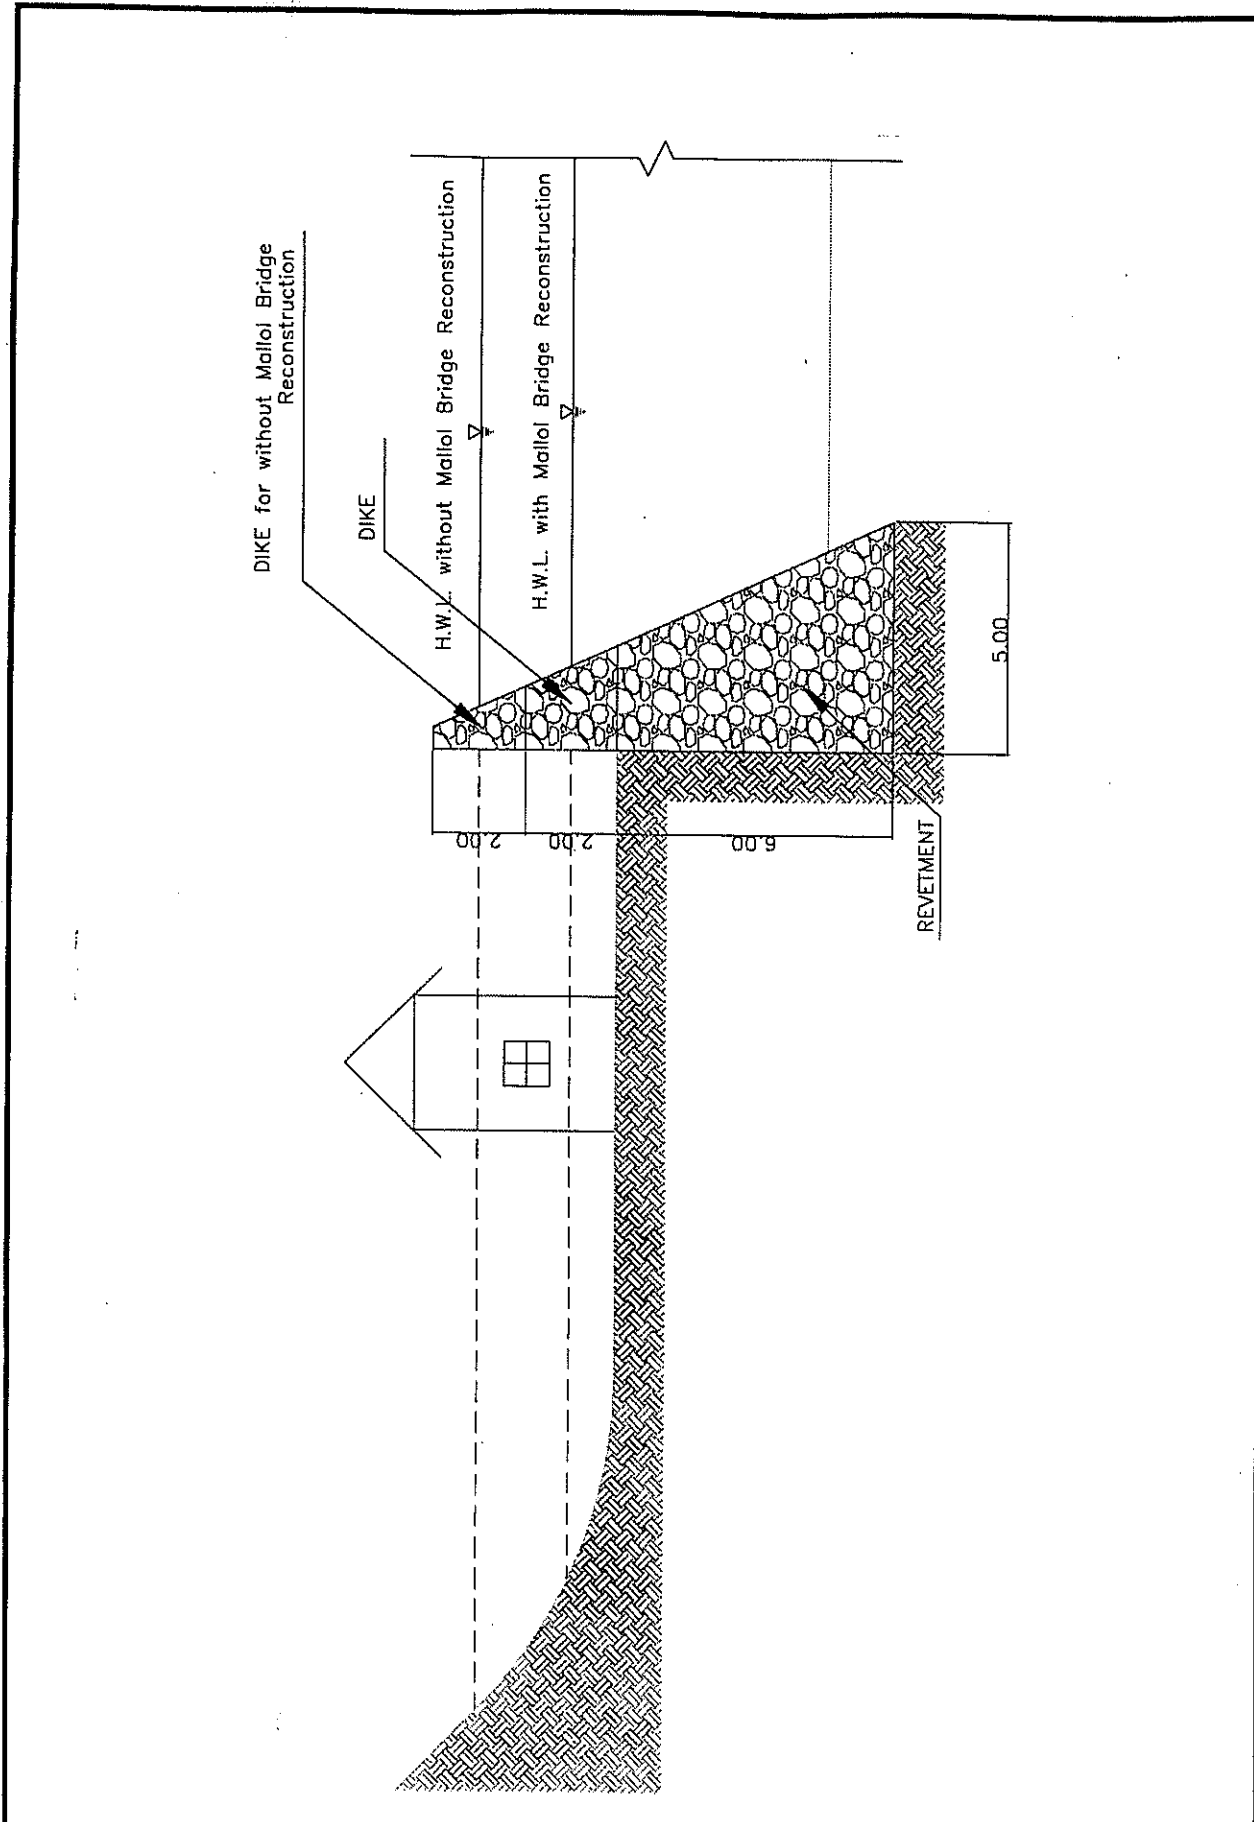 DIKE for without Mallol Bridge
Reconstruction
DIKE
H.W.L. without Mallol Bridge Reconstruction
H.W.L. with Mallol Bridge Reconstruction
2.00
2.00
6.00
5.00
REVETMENT